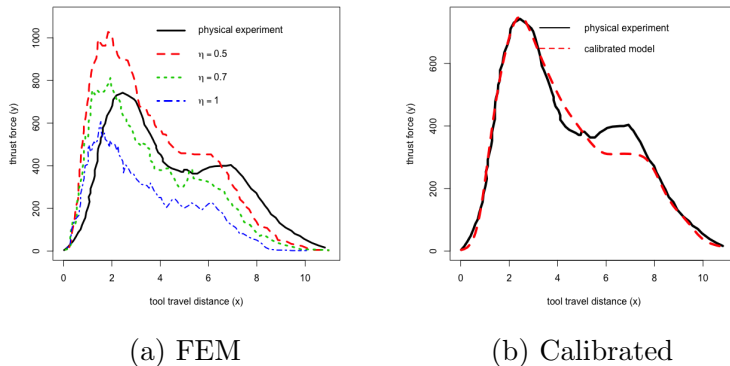 physical experiment
η = 0.5
η = 0.7
η = 1
thrust force (y)
0 200 400 600 800 1000
0 2 4 6 8 10
tool travel distance (x)
(a) FEM
physical experiment
calibrated model
thrust force (y)
0 200 400 600
0 2 4 6 8 10
tool travel distance (x)
(b) Calibrated